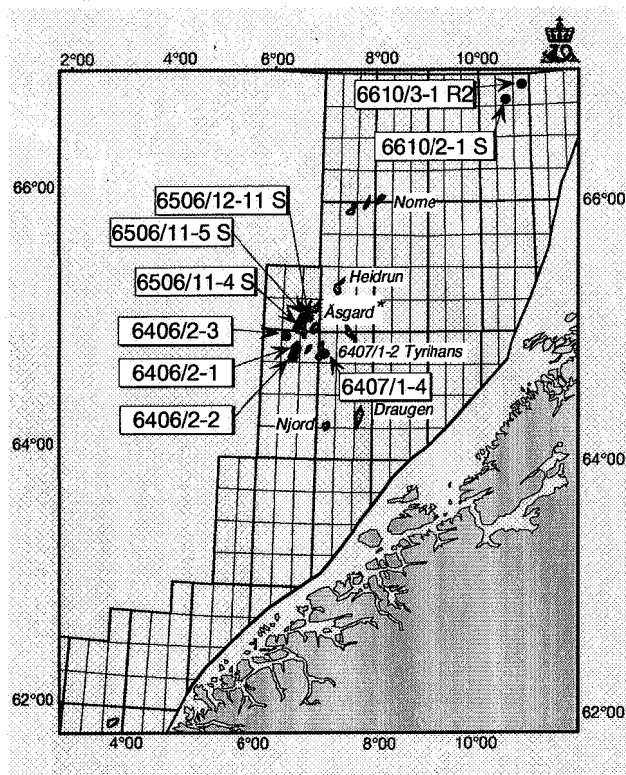 2°00 4°00 6°00 8°00 10°00
6610/3-1 R2
6610/2-1 S
66°00 66°00
6506/12-11 S
Norne
6506/11-5 S
Heidrun
6506/11-4 S
Åsgard*
6406/2-3
6407/1-2 Tyrihans
6406/2-1
6407/1-4
6406/2-2
Draugen
Njord
64°00 64°00
62°00 62°00
4°00 6°00 8°00 10°00